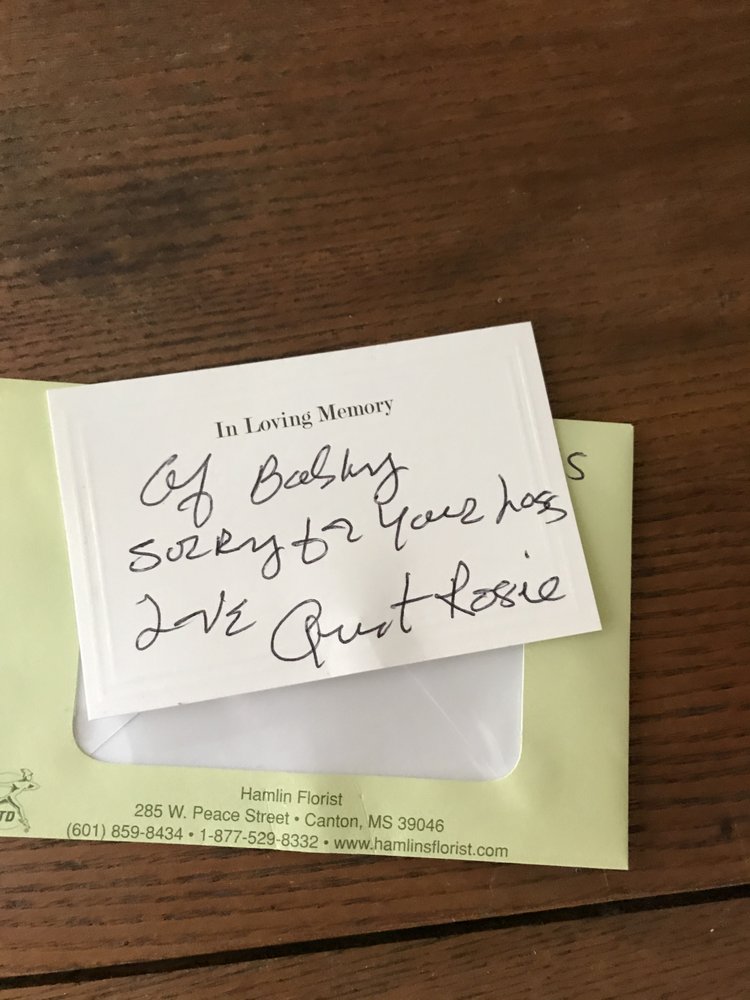 In Loving Memory
Of
Sorry for Your Loss
Love Aunt Rosie
S
Hamlin Florist
285 W. Peace Street • Canton, MS 39046
(601) 859-8434 • 1-877-529-8332 • www.hamlinsflorist.com
TD